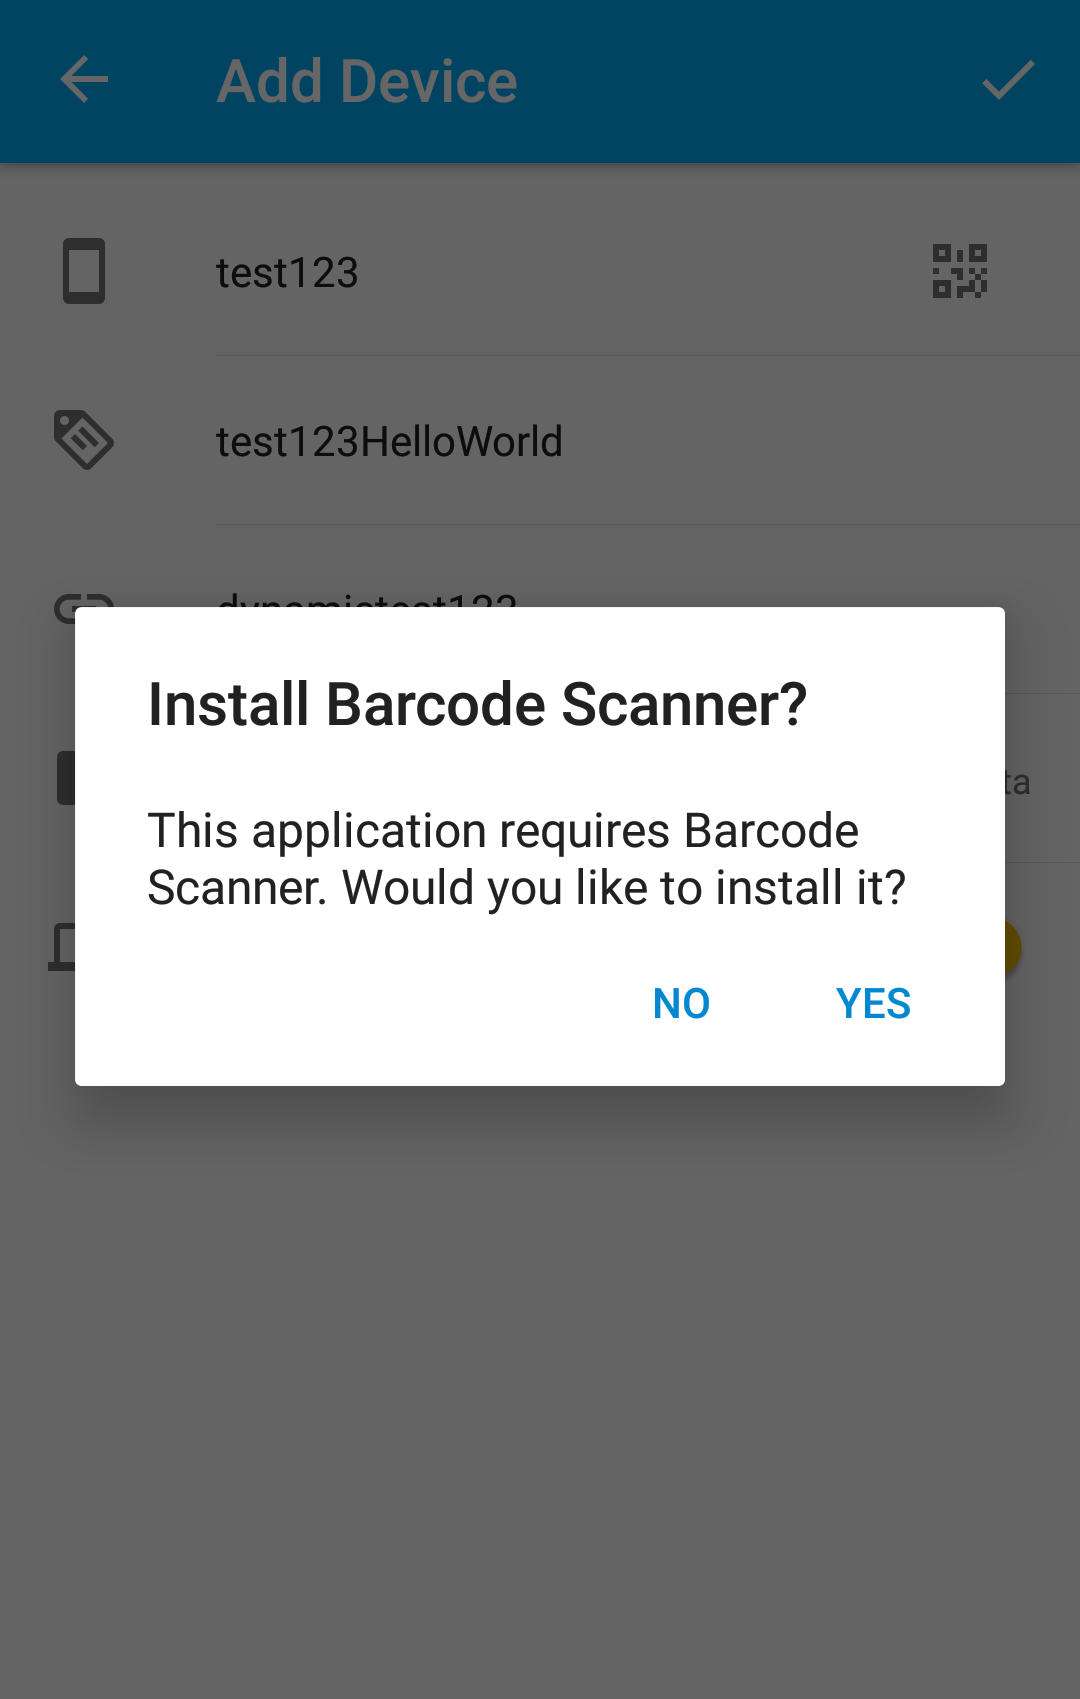 Add Device
test123
test123HelloWorld
dynamictest123
Install Barcode Scanner?
This application requires Barcode
Scanner. Would you like to install it?
ta
NO YES